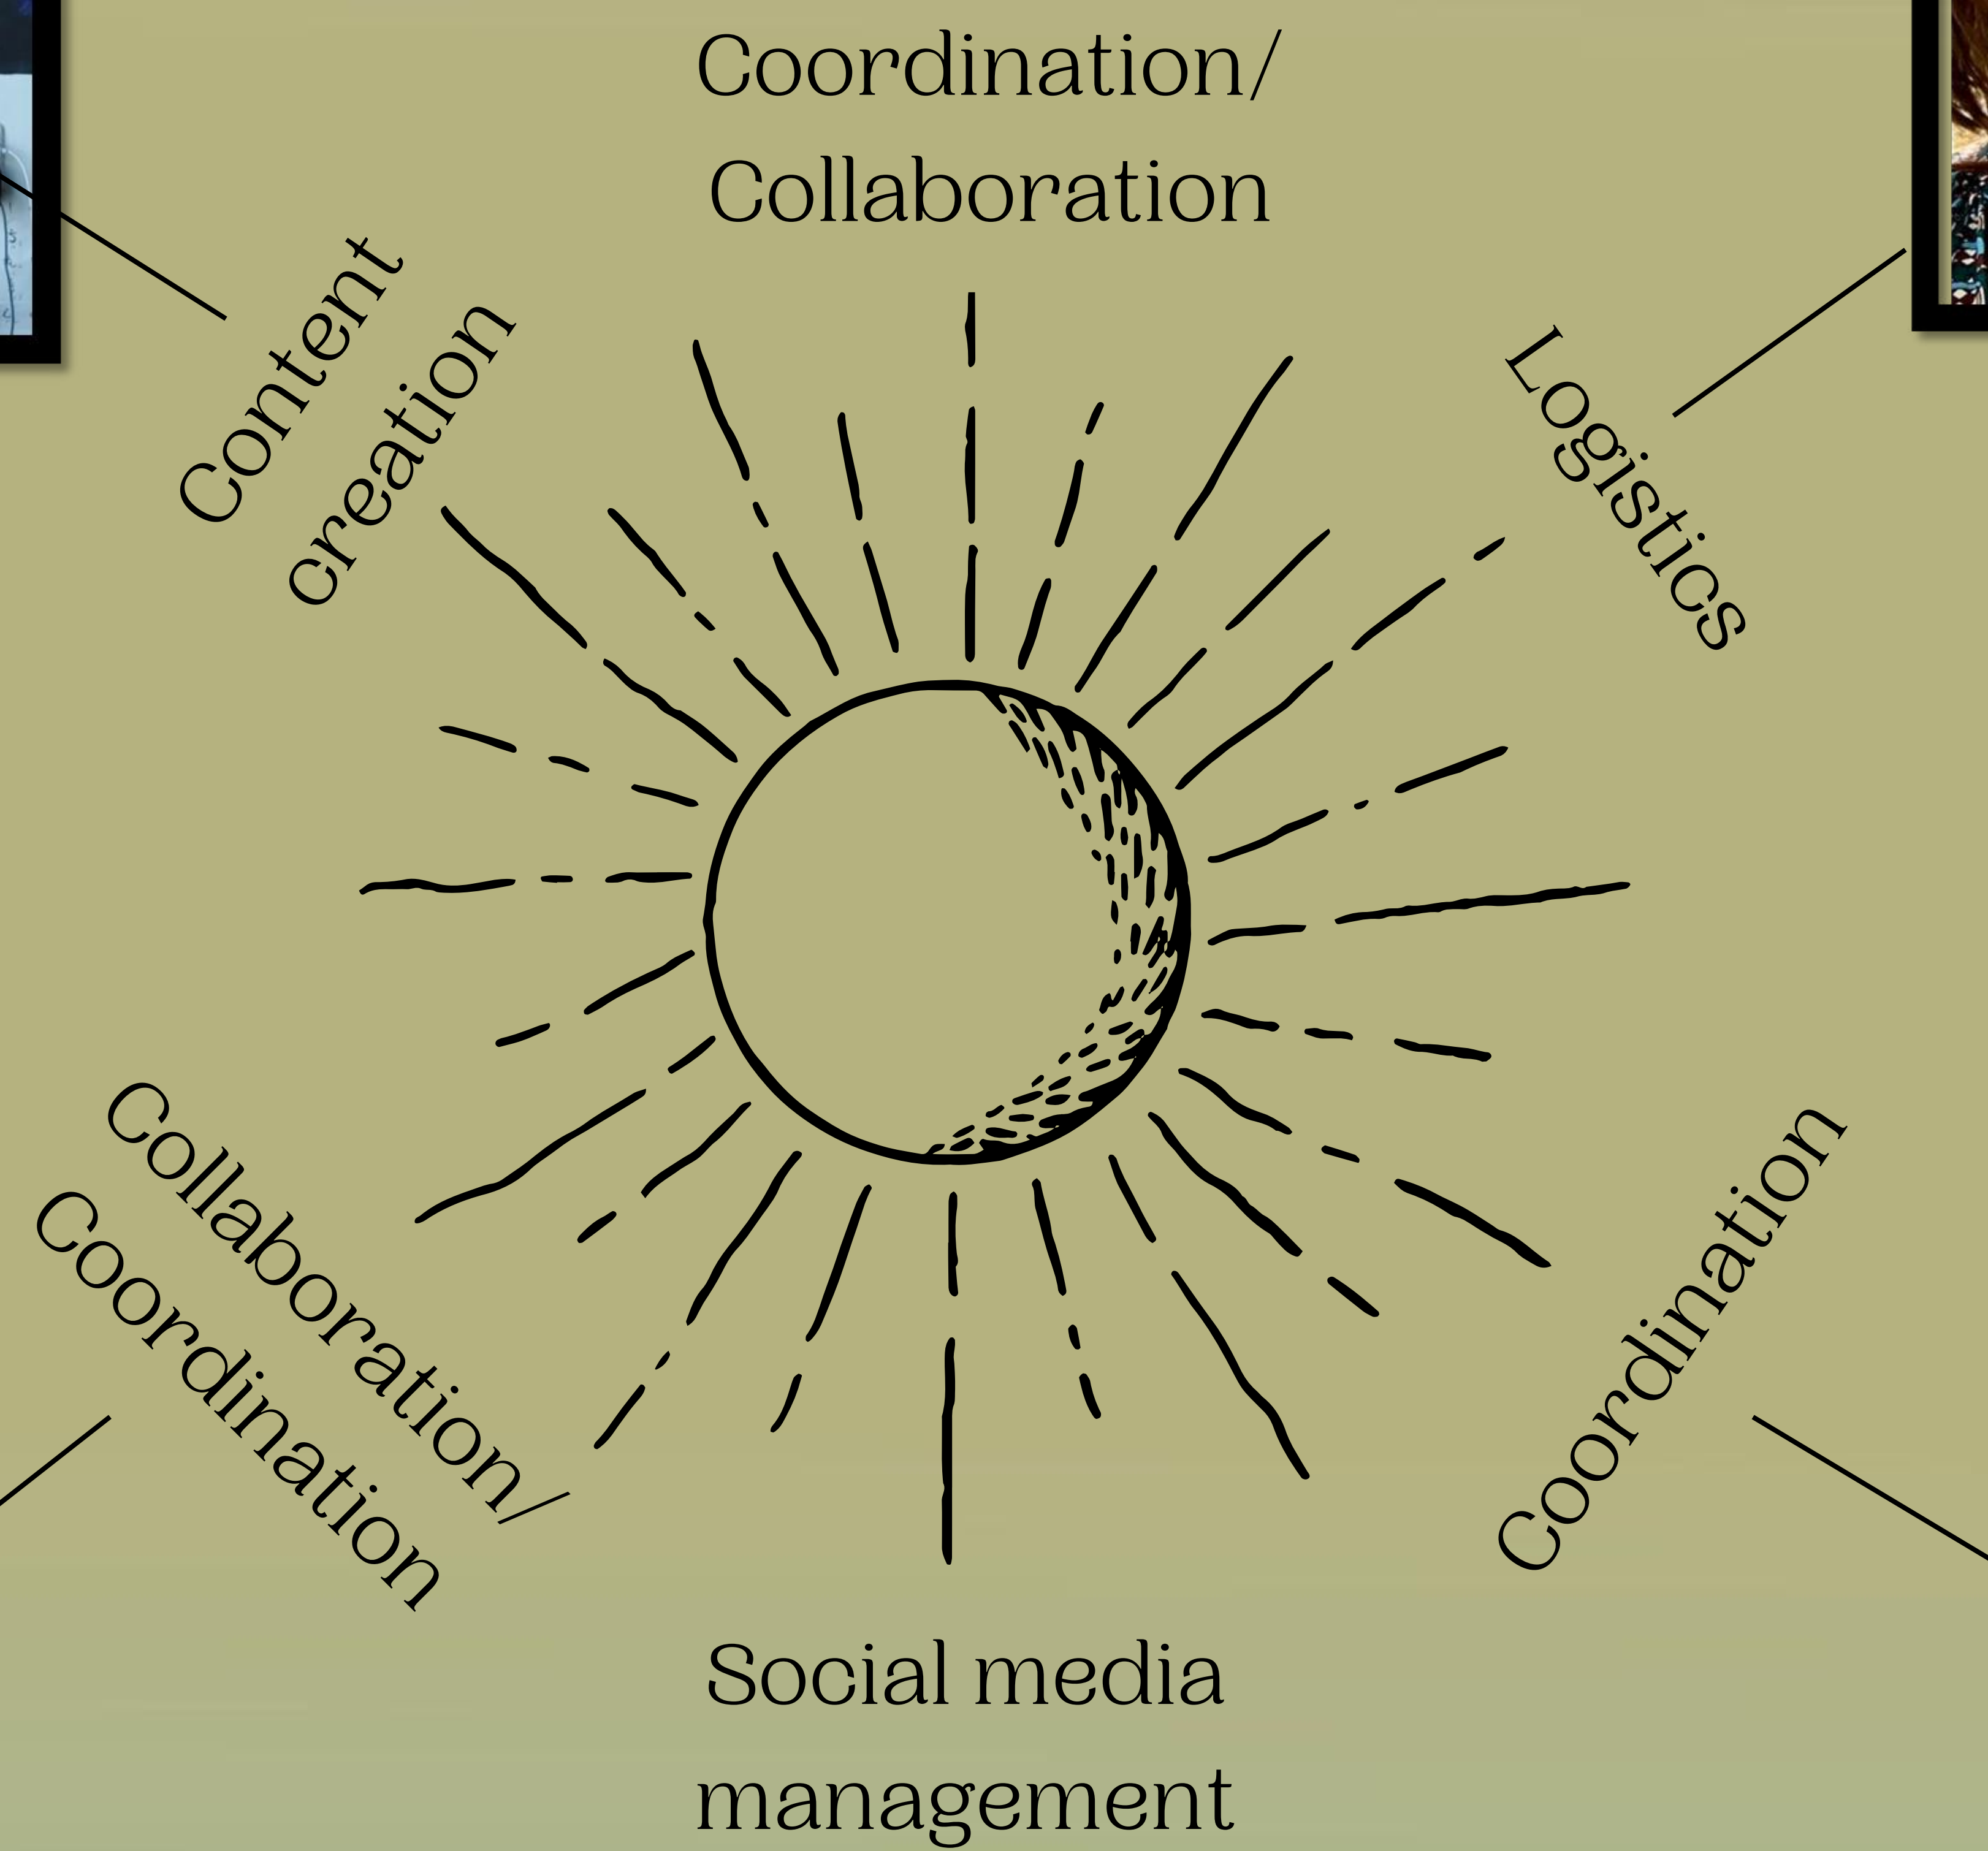 Coordination/
Collaboration
Content
creation
Logistics
Collaboration/
Coordination
Coordination
Social media
management